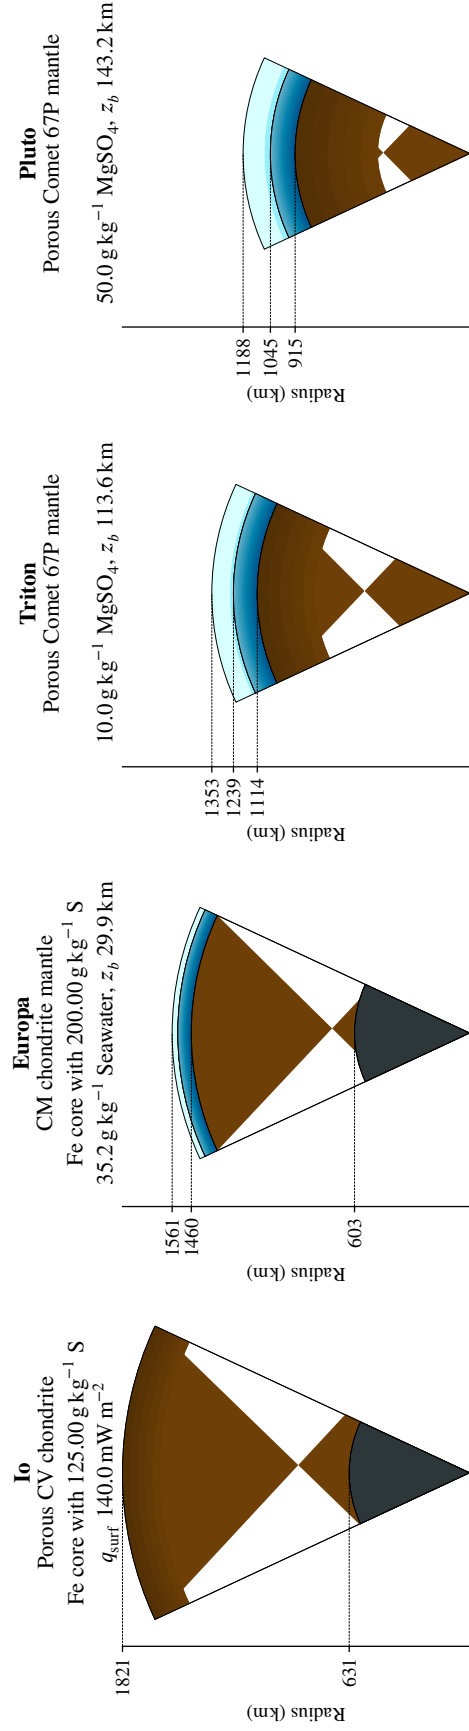 Io
Porous CV chondrite
Fe core with 125.00 g kg⁻¹ S
q_surf 140.0 mW m⁻²
1821
631
Radius (km)
Europa
CM chondrite mantle
Fe core with 200.00 g kg⁻¹ S
35.2 g kg⁻¹ Seawater, z_b 29.9 km
1561
1460
603
Radius (km)
Triton
Porous Comet 67P mantle
10.0 g kg⁻¹ MgSO₄, z_b 113.6 km
1353
1239
1114
Radius (km)
Pluto
Porous Comet 67P mantle
50.0 g kg⁻¹ MgSO₄, z_b 143.2 km
1188
1045
915
Radius (km)